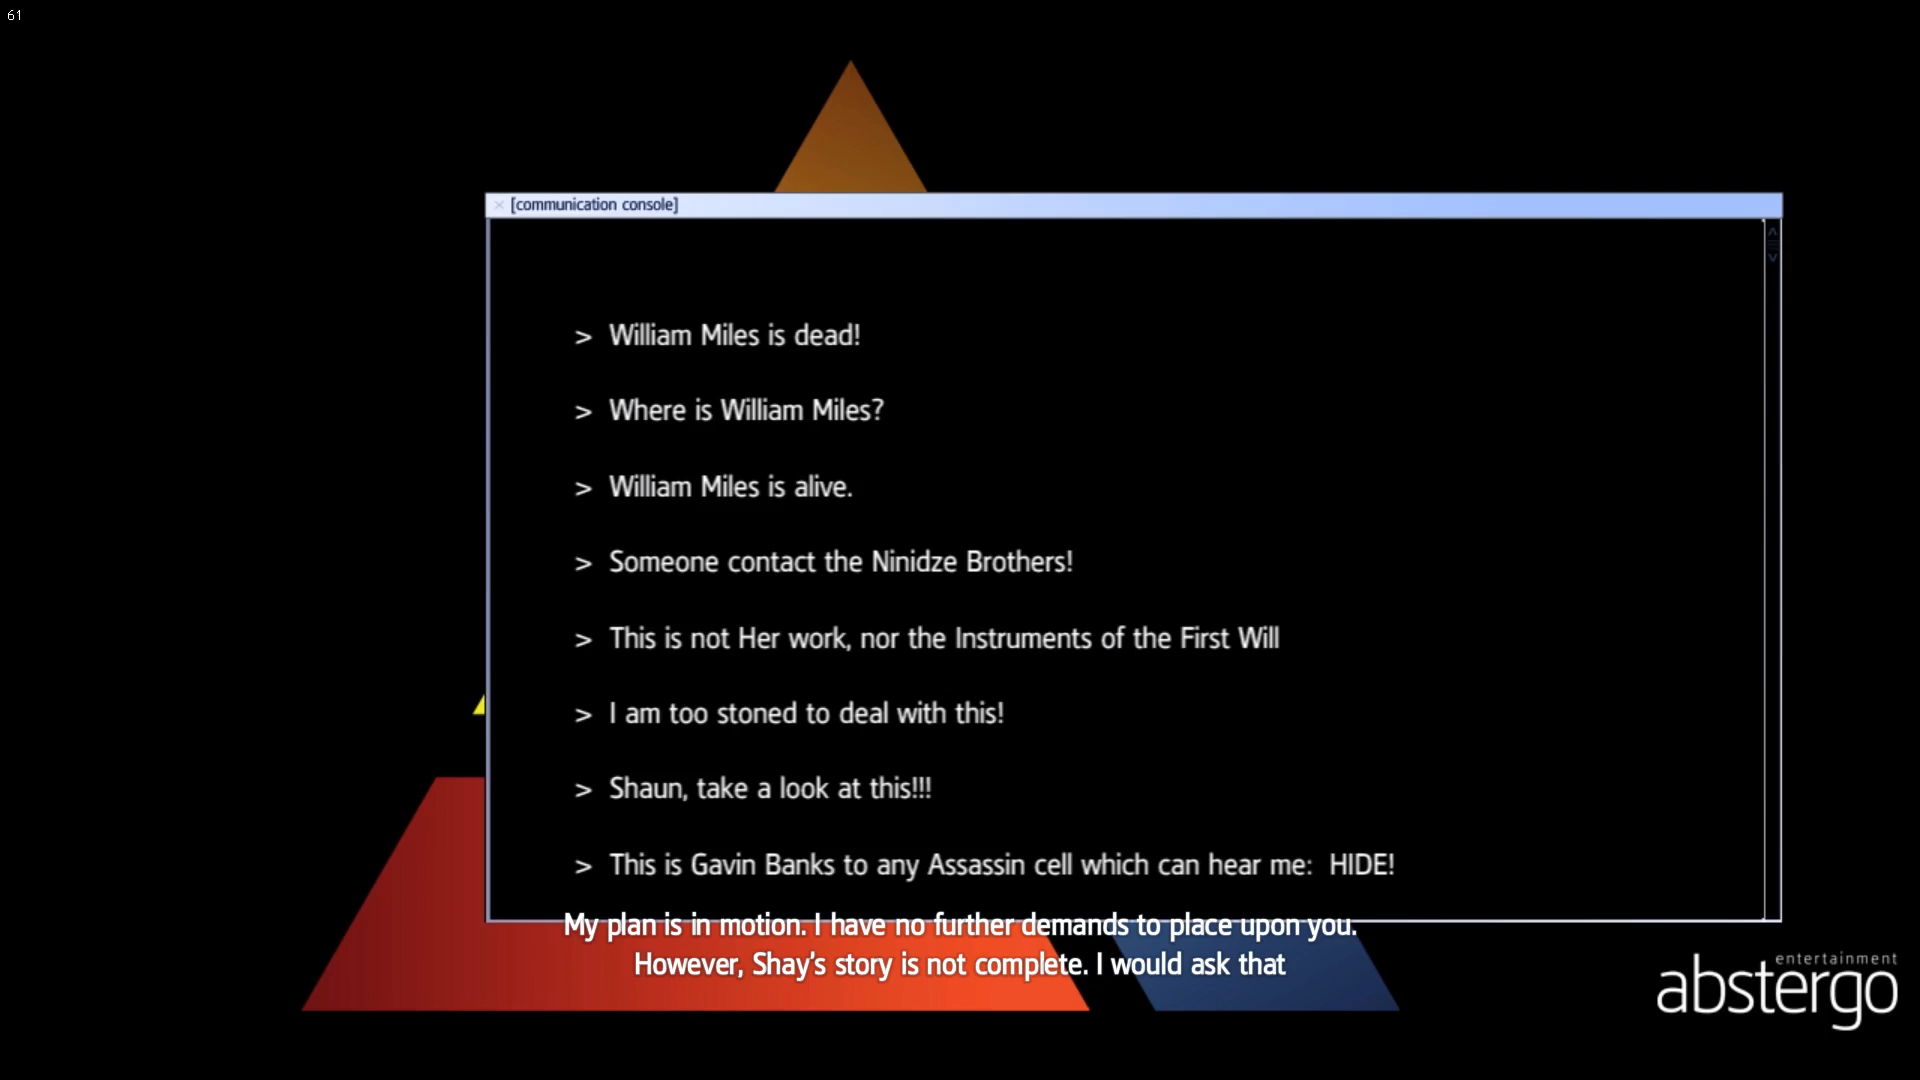 61
× [communication console]
> William Miles is dead!
> Where is William Miles?
> William Miles is alive.
> Someone contact the Ninidze Brothers!
> This is not Her work, nor the Instruments of the First Will
> I am too stoned to deal with this!
> Shaun, take a look at this!!!
> This is Gavin Banks to any Assassin cell which can hear me:  HIDE!
My plan is in motion. I have no further demands to place upon you.
However, Shay's story is not complete. I would ask that
entertainment
abstergo